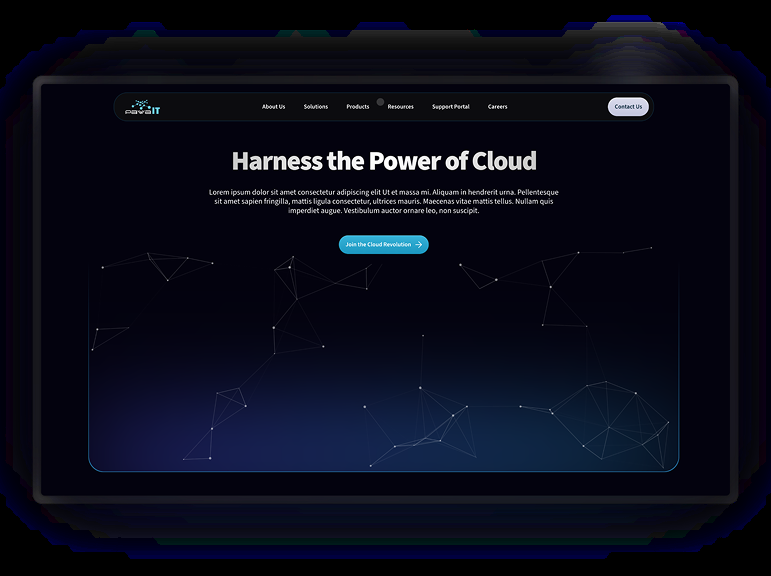 PayaIT
About Us
Solutions
Products
Resources
Support Portal
Careers
Contact Us
Harness the Power of Cloud
Lorem ipsum dolor sit amet consectetur adipiscing elit Ut et massa mi. Aliquam in hendrerit urna. Pellentesque
sit amet sapien fringilla, mattis ligula consectetur, ultrices mauris. Maecenas vitae mattis tellus. Nullam quis
imperdiet augue. Vestibulum auctor ornare leo, non suscipit.
Join the Cloud Revolution